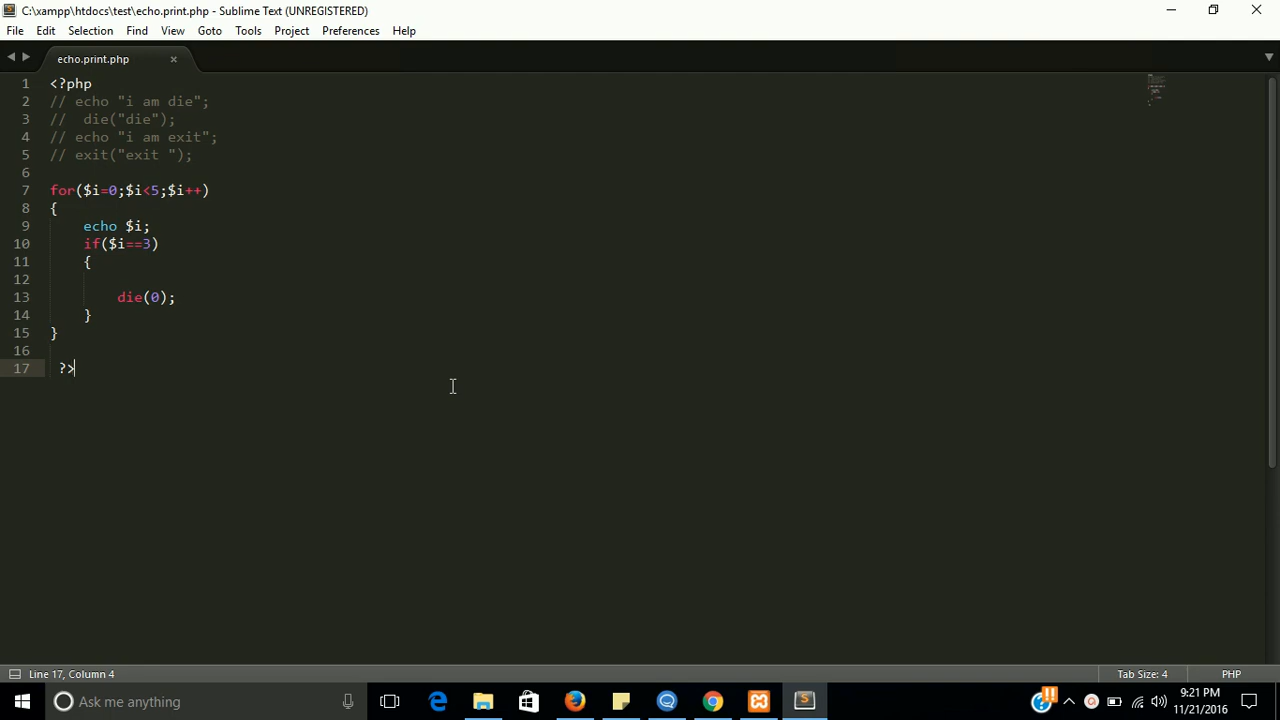 C:\xampp\htdocs\test\echo.print.php - Sublime Text (UNREGISTERED)
File Edit Selection Find View Goto Tools Project Preferences Help
echo.print.php ×
1 <?php
2 // echo "i am die";
3 //  die("die");
4 // echo "i am exit";
5 // exit("exit ");
6
7 for($i=0;$i<5;$i++)
8 {
9     echo $i;
10     if($i==3)
11     {
12
13         die(0);
14     }
15 }
16
17  ?>
Line 17, Column 4 Tab Size: 4 PHP
Ask me anything
9:21 PM
11/21/2016